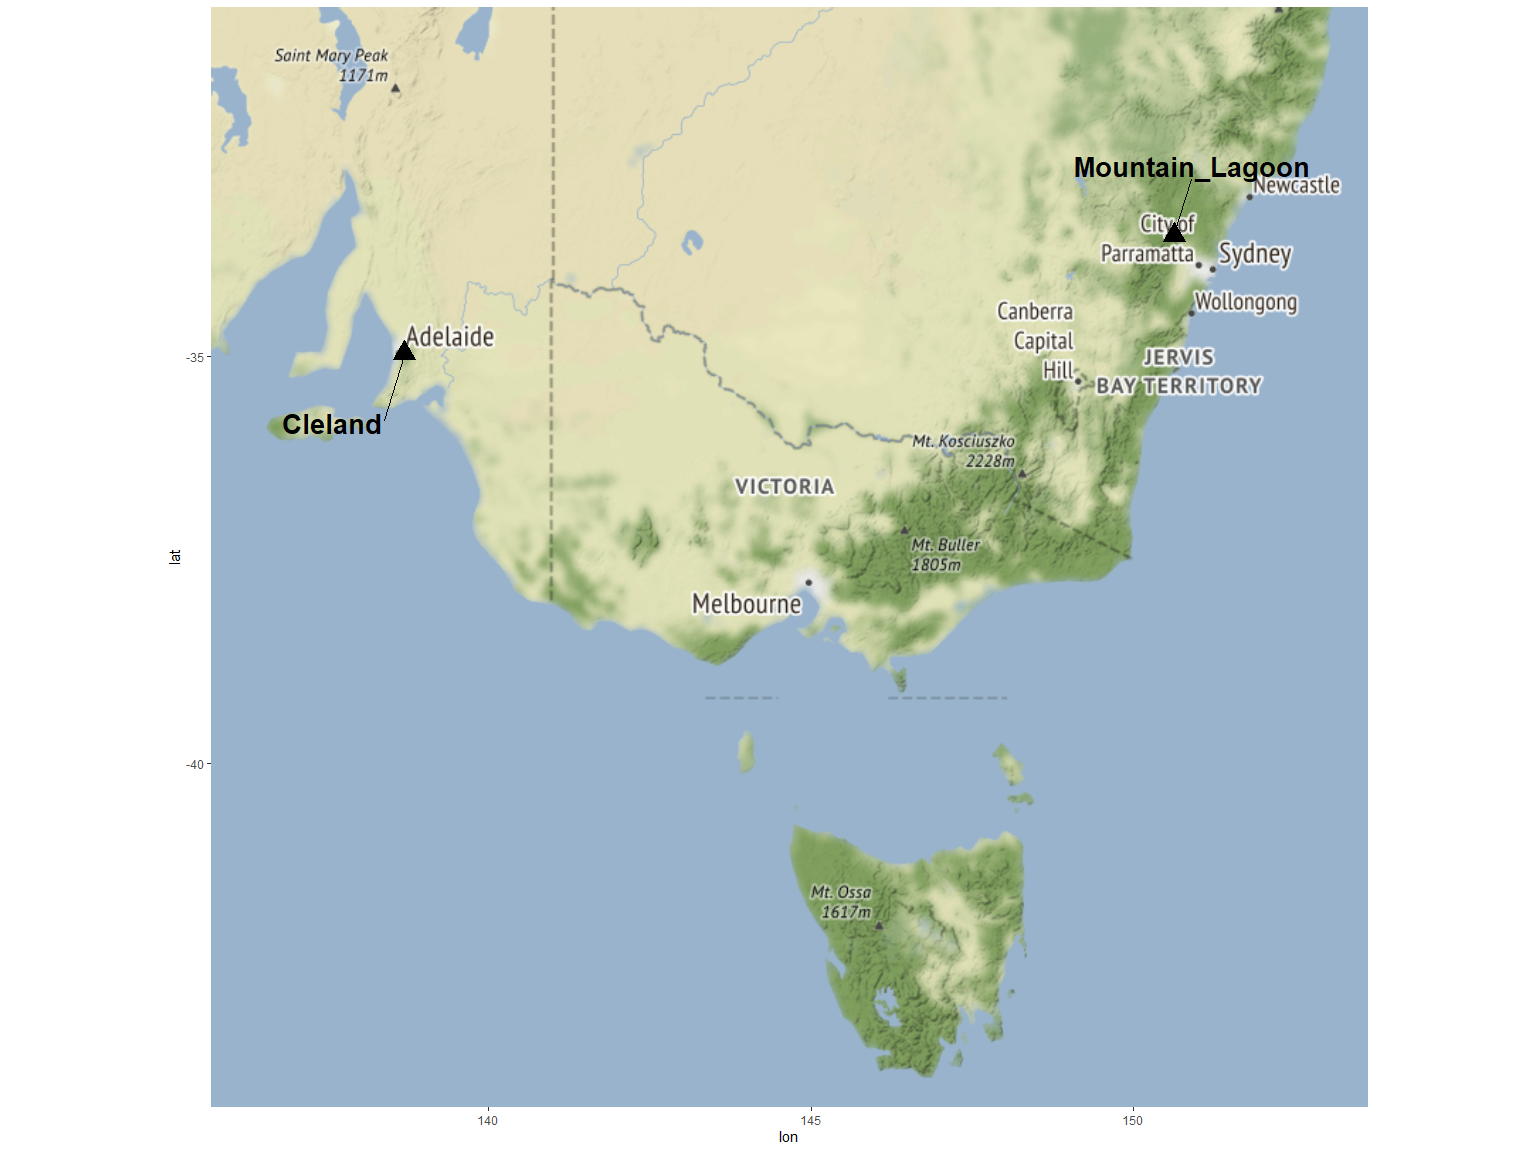 Saint Mary Peak
1171m
Mountain_Lagoon
Newcastle
City of
Parramatta
Sydney
Wollongong
Canberra
Capital
Hill
JERVIS
BAY TERRITORY
Adelaide
Cleland
Mt. Kosciuszko
2228m
VICTORIA
Mt. Buller
1805m
Melbourne
Mt. Ossa
1617m
-35
-40
lat
140
145
150
lon